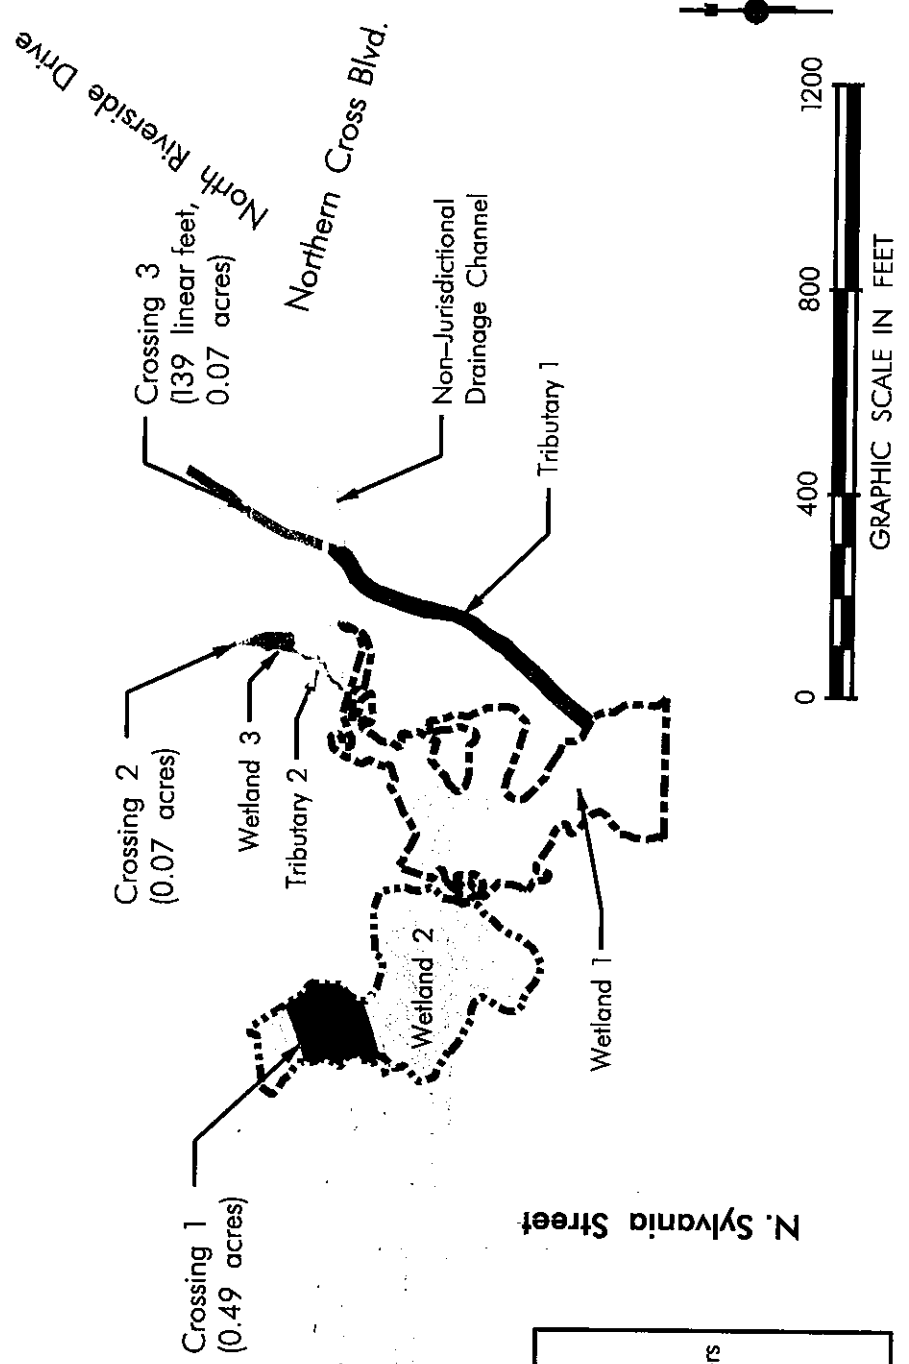 North Riverside Drive
Northern Cross Blvd.
Crossing 3
(139 linear feet,
0.07 acres)
Non-Jurisdictional
Drainage Channel
Tributary 1
Crossing 2
(0.07 acres)
Wetland 3
Tributary 2
Wetland 2
Wetland 1
Crossing 1
(0.49 acres)
N. Sylvania Street
0 400 800 1200
GRAPHIC SCALE IN FEET
rs